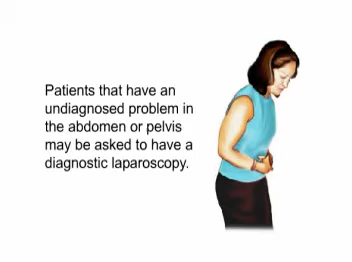 Patients that have an
undiagnosed problem in
the abdomen or pelvis
may be asked to have a
diagnostic laparoscopy.